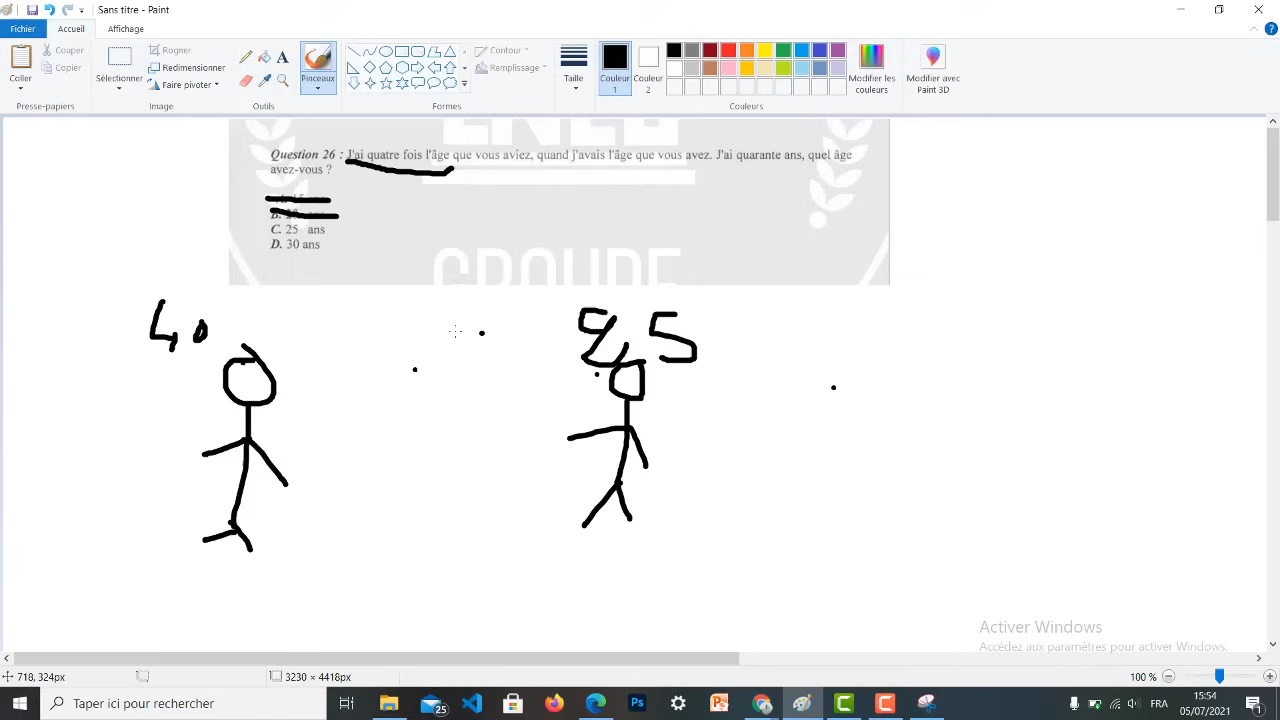 Sans titre - Paint
Fichier Accueil Affichage
Coller
Couper
Copier
Presse-papiers
Sélectionner
Rogner
Redimensionner
Faire pivoter
Image
Outils
Pinceaux
Formes
Contour
Remplissage
Taille
Couleur 1
Couleur 2
Modifier les couleurs
Couleurs
Modifier avec Paint 3D
Question 26 : J'ai quatre fois l'âge que vous aviez, quand j'avais l'âge que vous avez. J'ai quarante ans, quel âge
avez-vous ?
C. 25 ans
D. 30 ans
GROUPE
40
Activer Windows
Accédez aux paramètres pour activer Windows.
718, 324px
3230 × 4418px
100 %
Tapez ici pour rechercher
25
15:54
05/07/2021